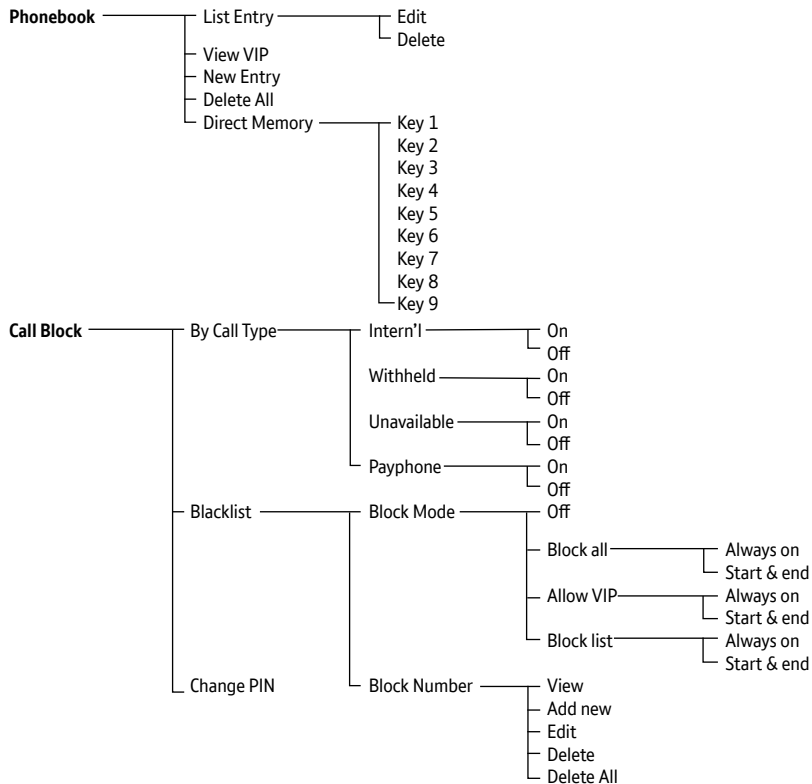 Phonebook List Entry Edit
Delete
View VIP
New Entry
Delete All
Direct Memory Key 1
Key 2
Key 3
Key 4
Key 5
Key 6
Key 7
Key 8
Key 9
Call Block By Call Type Intern'l On
Off
Withheld On
Off
Unavailable On
Off
Payphone On
Off
Blacklist Block Mode Off
Block all Always on
Start & end
Allow VIP Always on
Start & end
Block list Always on
Start & end
Change PIN Block Number View
Add new
Edit
Delete
Delete All